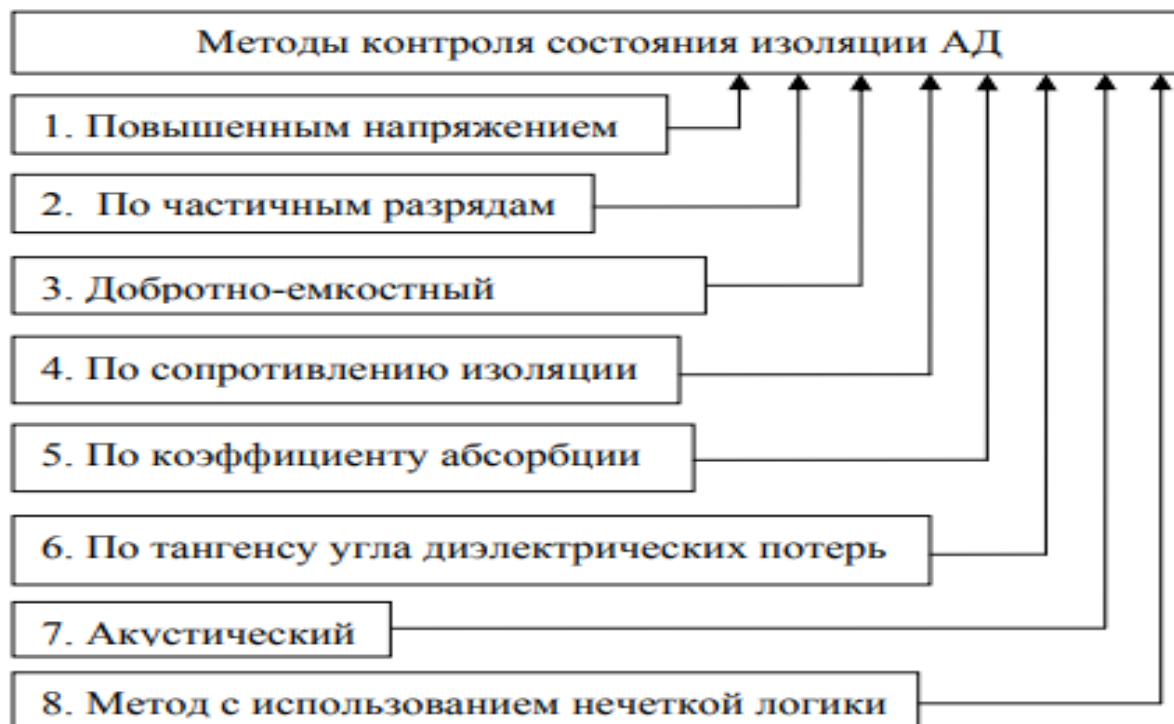 Методы контроля состояния изоляции АД
1. Повышенным напряжением
2. По частичным разрядам
3. Добротно-емкостный
4. По сопротивлению изоляции
5. По коэффициенту абсорбции
6. По тангенсу угла диэлектрических потерь
7. Акустический
8. Метод с использованием нечеткой логики